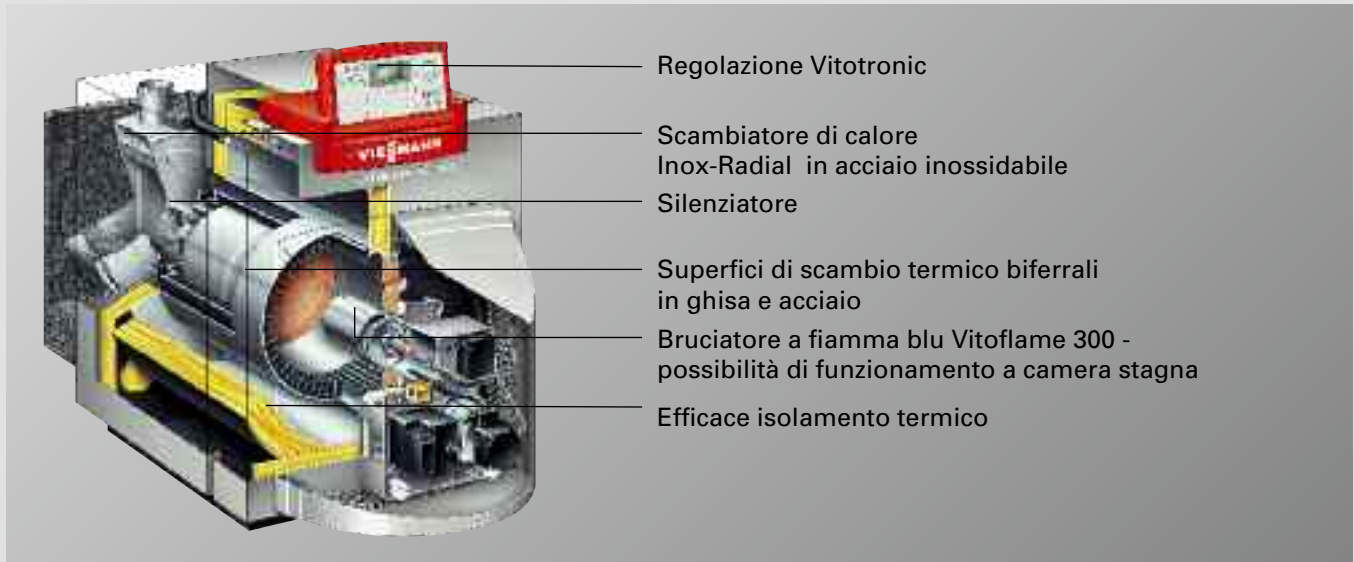 VIESMANN
Regolazione Vitotronic
Scambiatore di calore
Inox-Radial in acciaio inossidabile
Silenziatore
Superfici di scambio termico biferrali
in ghisa e acciaio
Bruciatore a fiamma blu Vitoflame 300 -
possibilità di funzionamento a camera stagna
Efficace isolamento termico